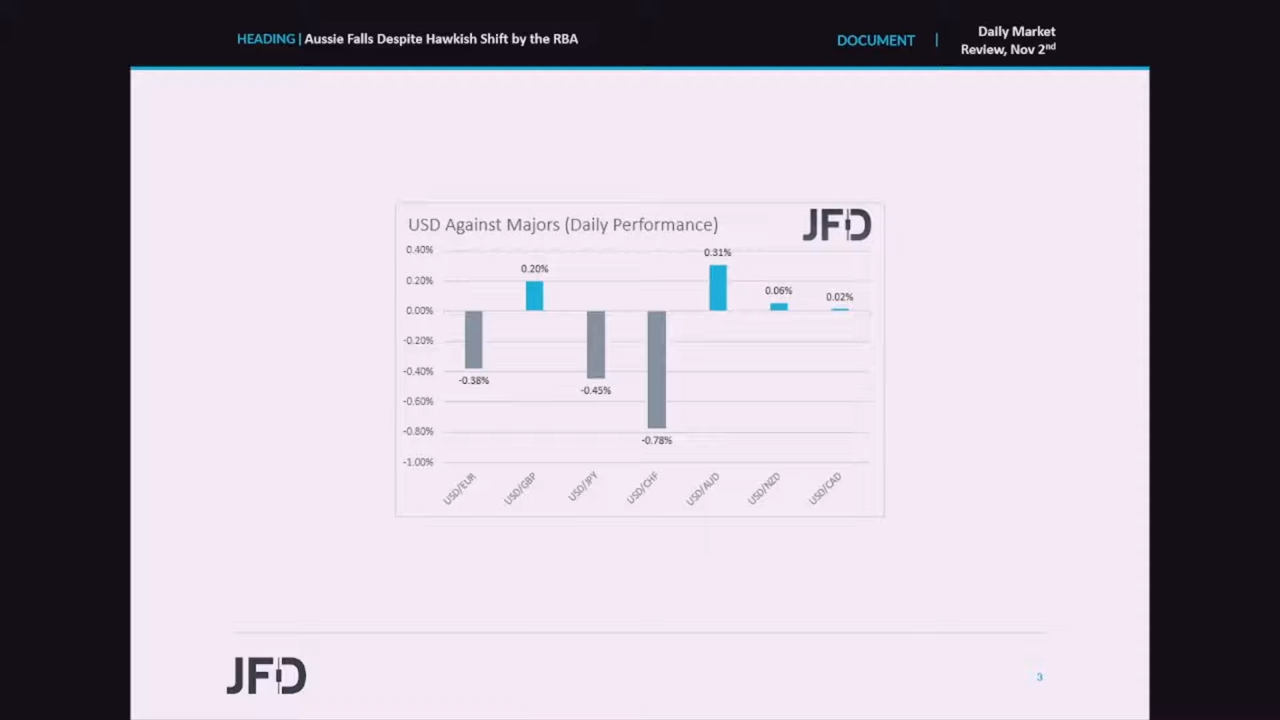 HEADING | Aussie Falls Despite Hawkish Shift by the RBA
DOCUMENT | Daily Market
Review, Nov 2nd
USD Against Majors (Daily Performance)
JFD
0.40%
0.20%
0.00%
-0.20%
-0.40%
-0.60%
-0.80%
-1.00%
-0.38%
0.20%
-0.45%
-0.78%
0.31%
0.06%
0.02%
USD/EUR
USD/GBP
USD/JPY
USD/CHF
USD/AUD
USD/NZD
USD/CAD
JFD
3